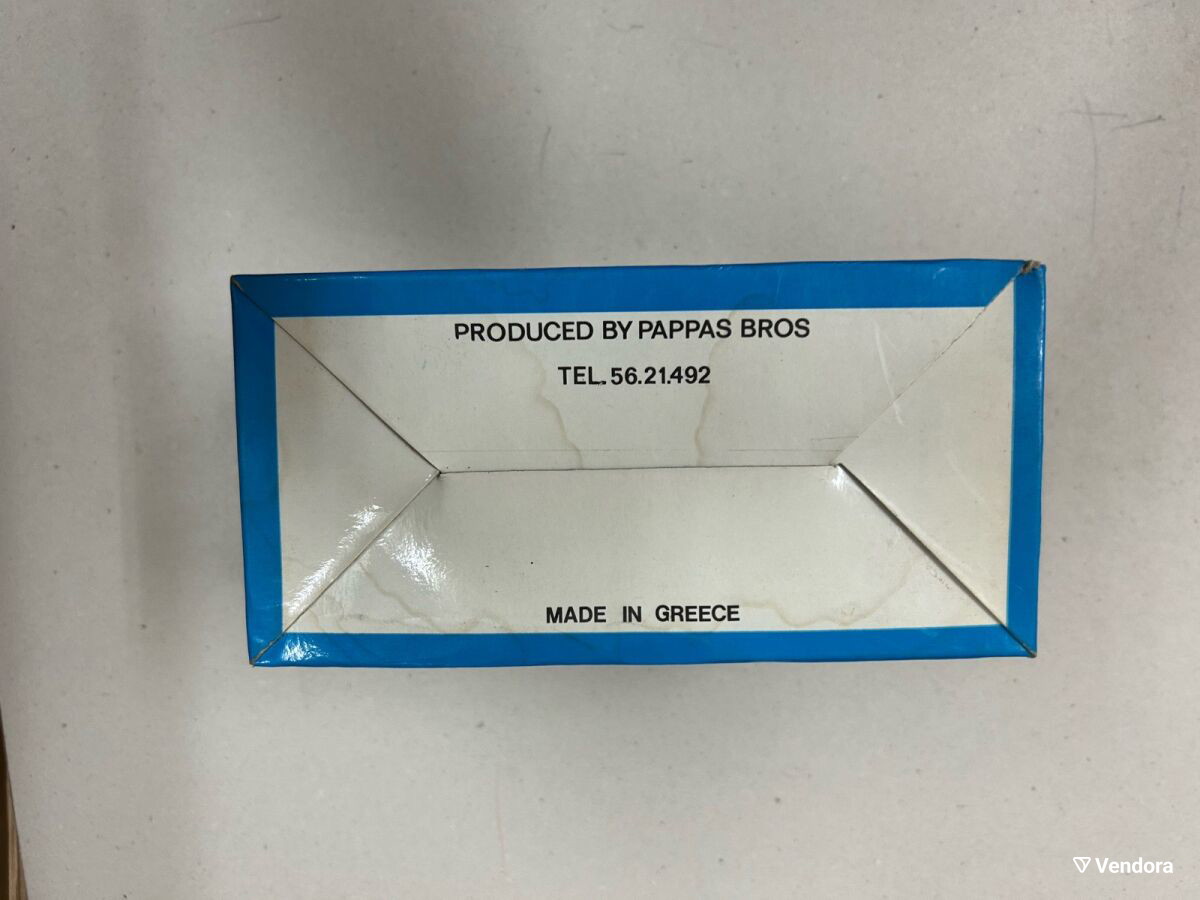 PRODUCED BY PAPPAS BROS
TEL. 56.21.492
MADE IN GREECE
Vendora